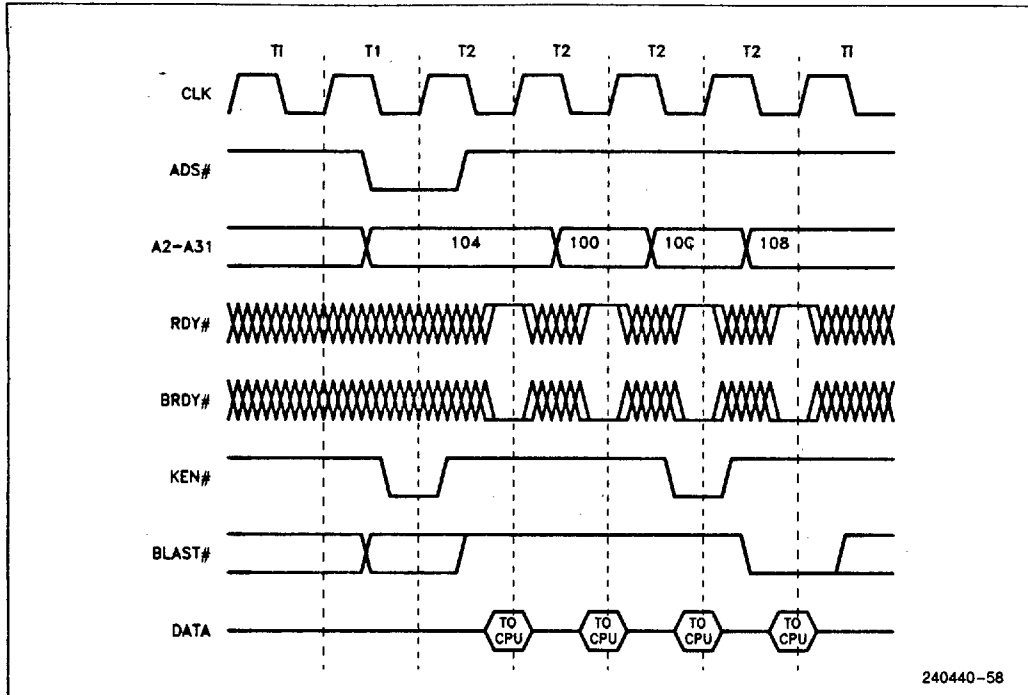 TI T1 T2 T2 T2 T2 TI
CLK
ADS#
A2-A31 104 100 10C 108
RDY#
BRDY#
KEN#
BLAST#
DATA TO CPU TO CPU TO CPU TO CPU
240440-58